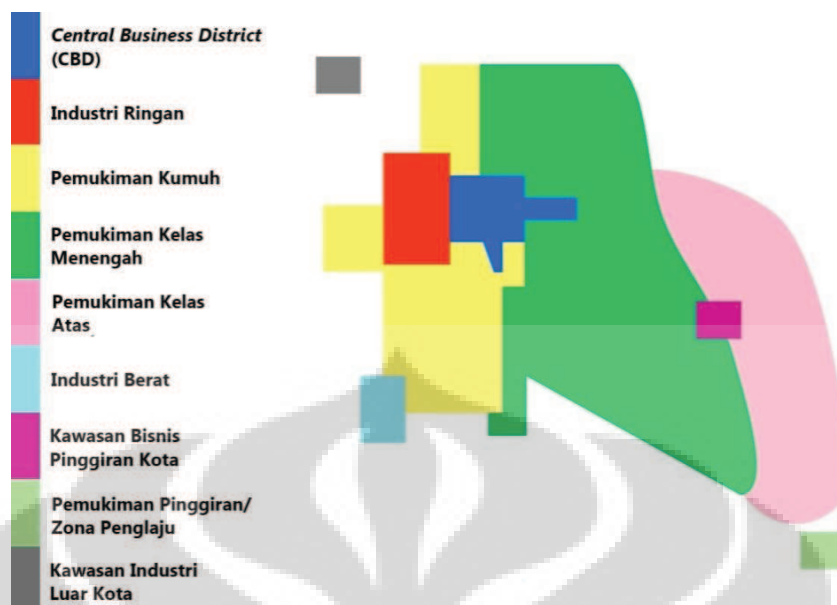 Central Business District
(CBD)
Industri Ringan
Pemukiman Kumuh
Pemukiman Kelas
Menengah
Pemukiman Kelas
Atas
Industri Berat
Kawasan Bisnis
Pinggiran Kota
Pemukiman Pinggiran/
Zona Penglaju
Kawasan Industri
Luar Kota